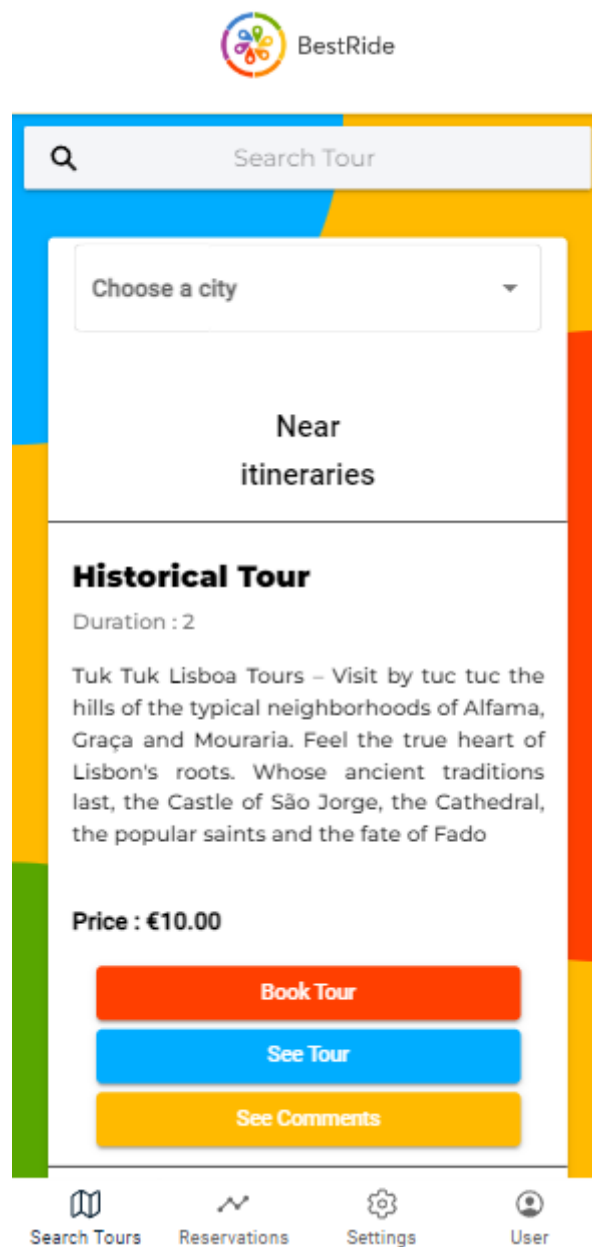 BestRide
Search Tour
Choose a city
Near
itineraries
Historical Tour
Duration : 2
Tuk Tuk Lisboa Tours – Visit by tuc tuc the
hills of the typical neighborhoods of Alfama,
Graça and Mouraria. Feel the true heart of
Lisbon's roots. Whose ancient traditions
last, the Castle of São Jorge, the Cathedral,
the popular saints and the fate of Fado
Price : €10.00
Book Tour
See Tour
See Comments
Search Tours Reservations Settings User